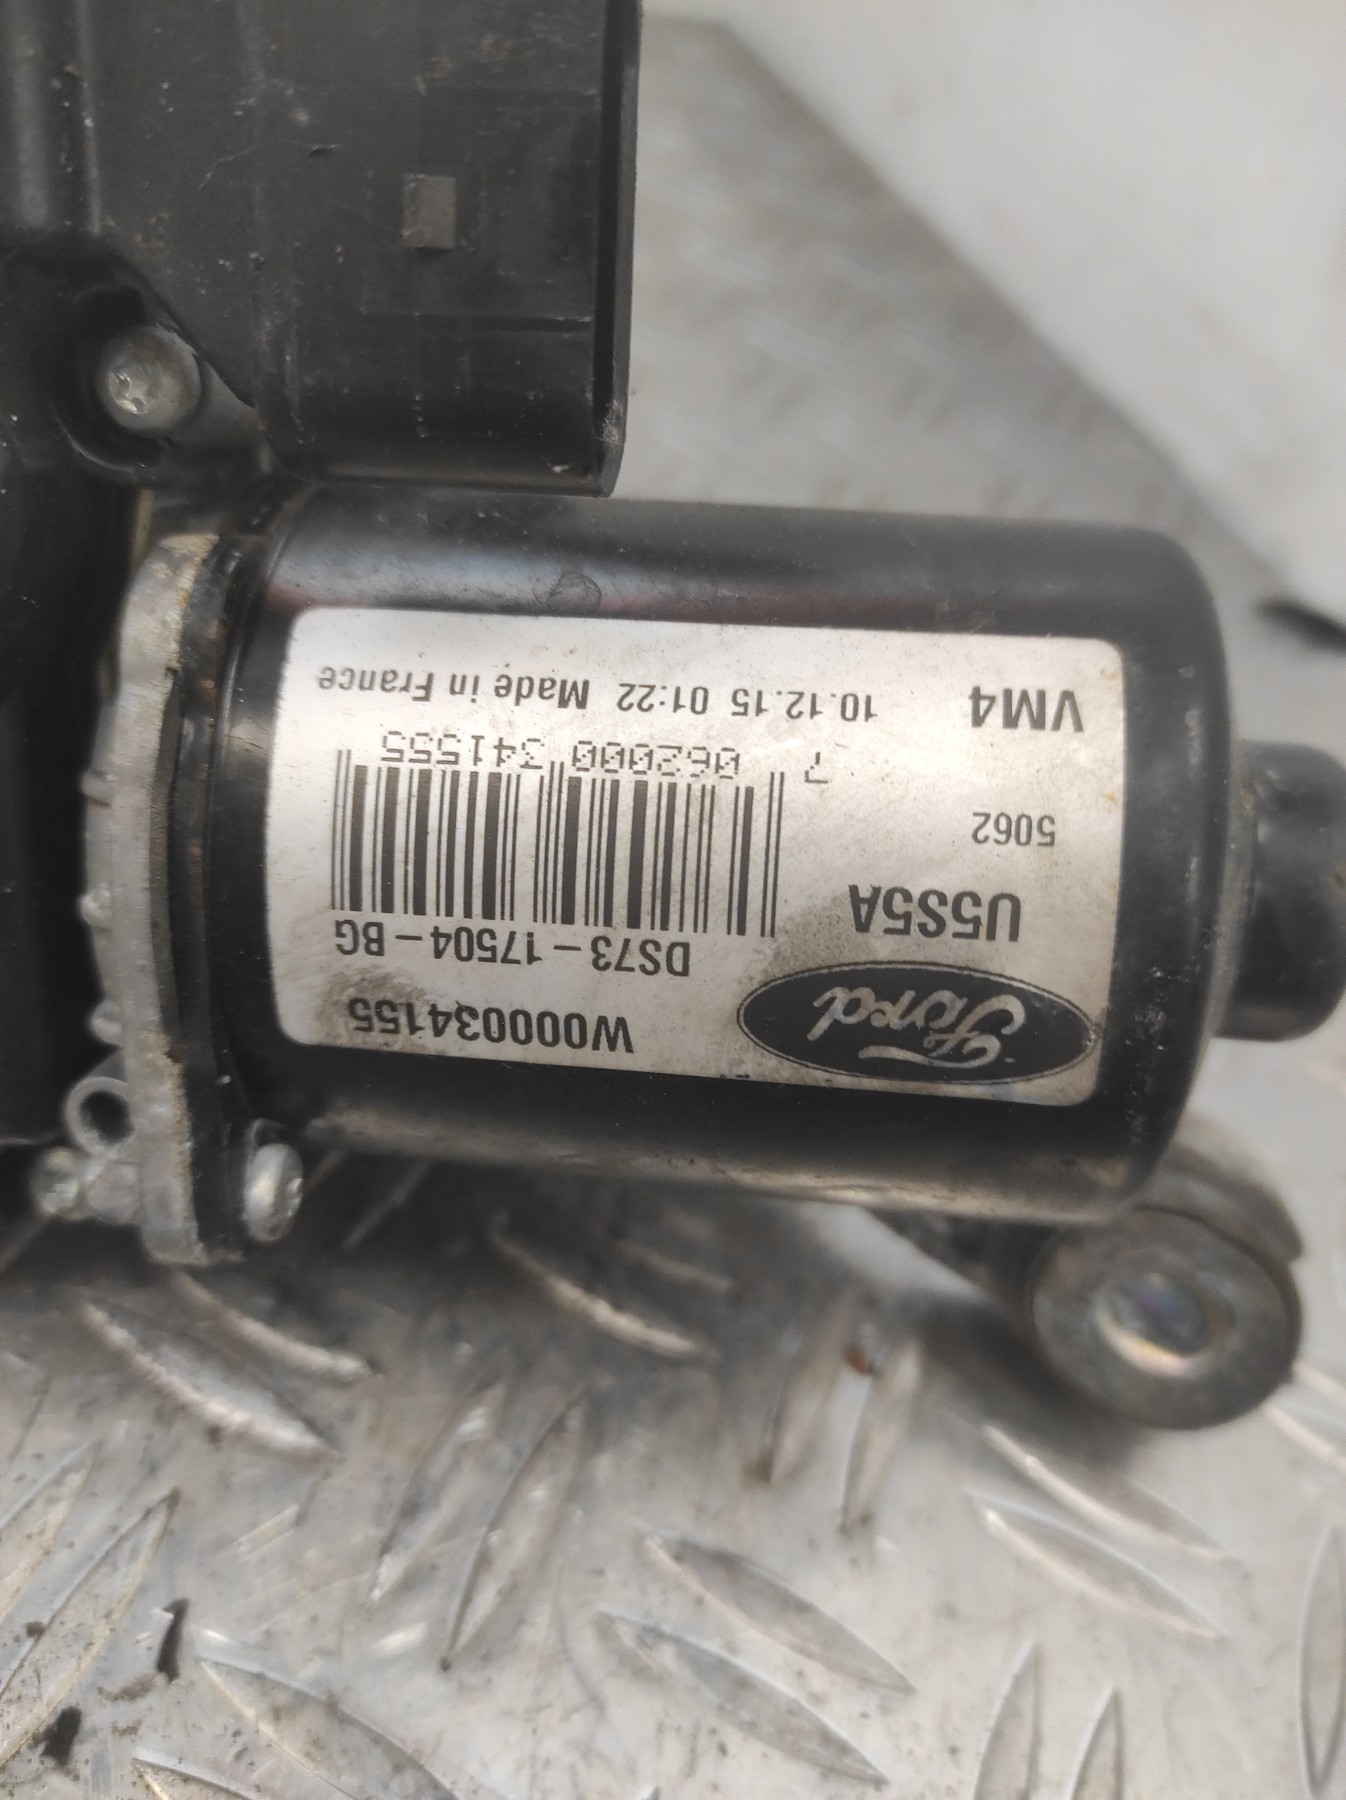 Ford
W000034155
DS73-17504-BG
U5S5A
5062
7 062000 341555
VM4
10.12.15 01:22 Made in France